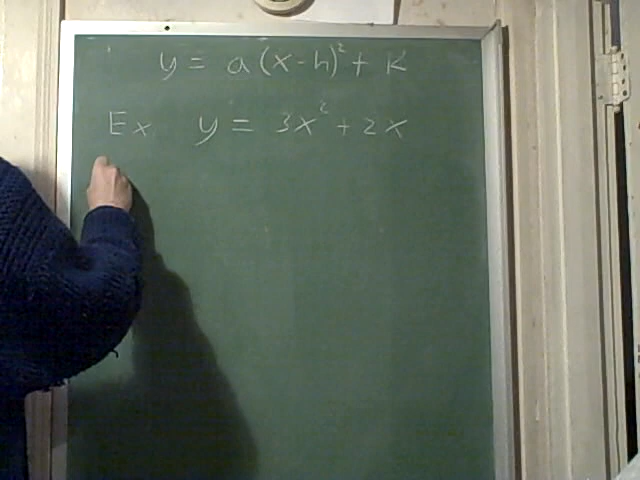 y = a(x-h)² + k
Ex y = 3x² + 2x